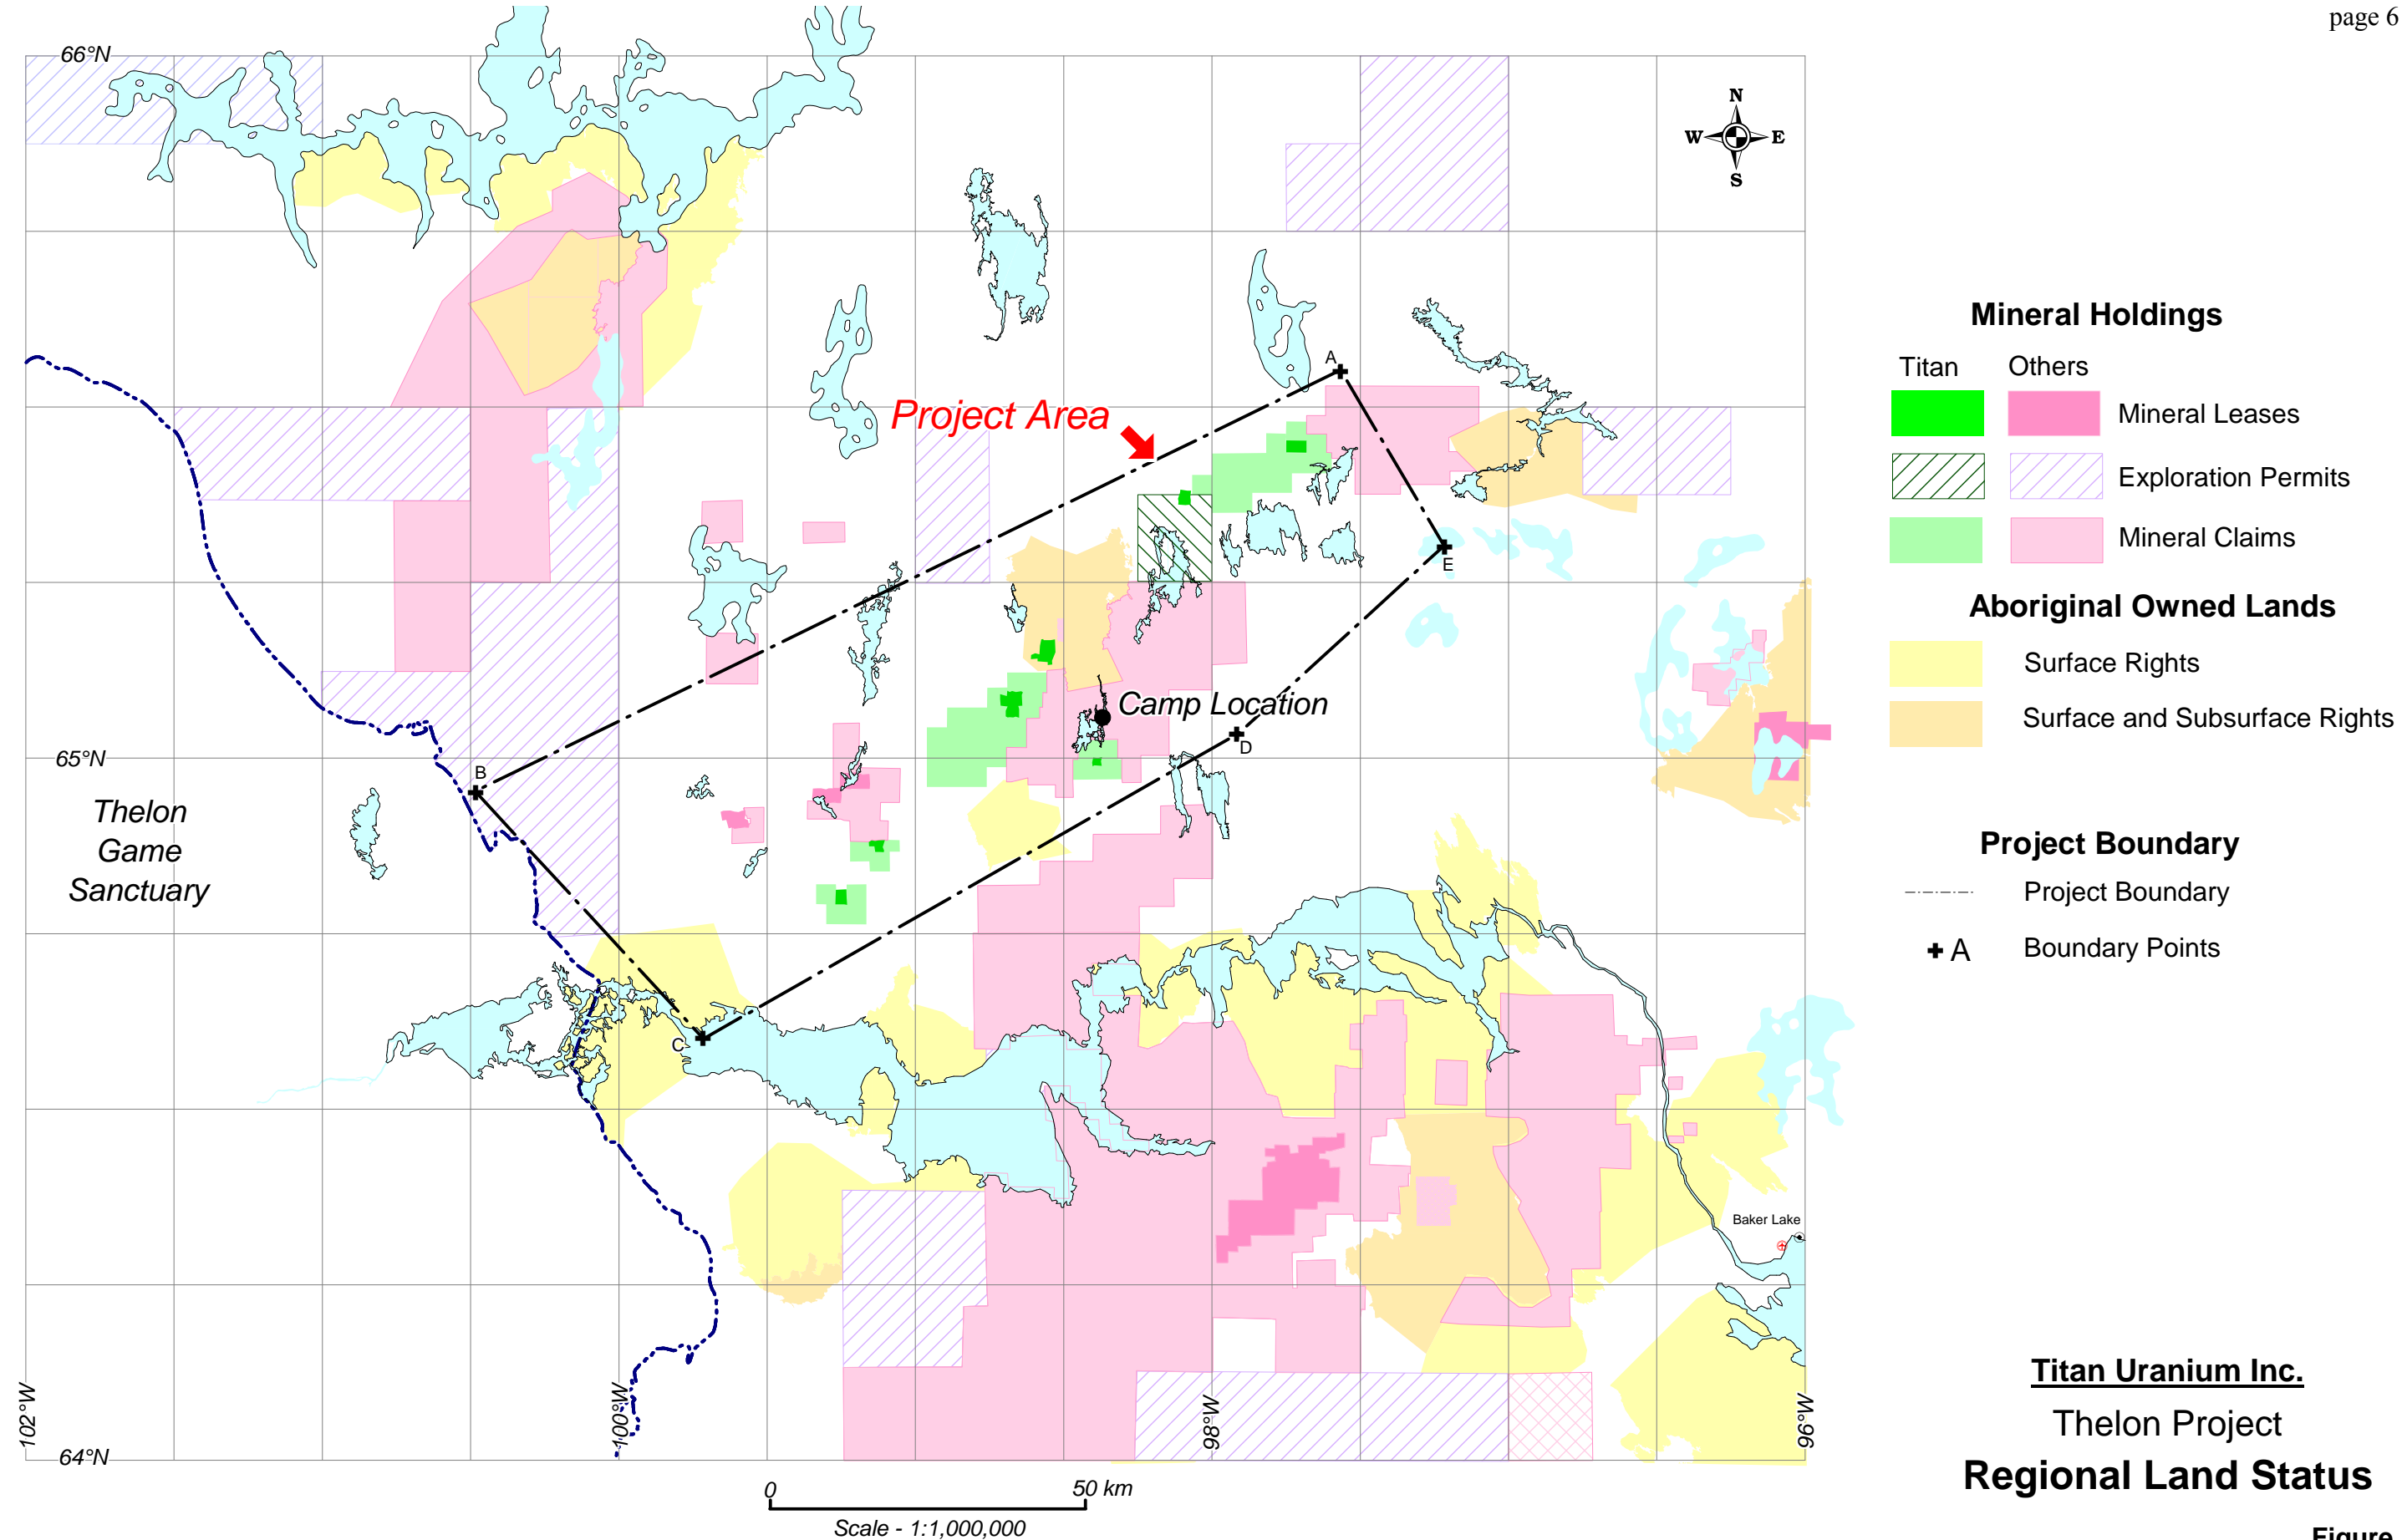 page 6
66°N
N
W E
S
A
Project Area
E
Camp Location
D
65°N
B
Thelon
Game
Sanctuary
C
Baker Lake
102°W
100°W
98°W
96°W
64°N
0 50 km
Scale - 1:1,000,000
Mineral Holdings
Titan Others
Mineral Leases
Exploration Permits
Mineral Claims
Aboriginal Owned Lands
Surface Rights
Surface and Subsurface Rights
Project Boundary
Project Boundary
A Boundary Points
Titan Uranium Inc.
Thelon Project
Regional Land Status
Figure